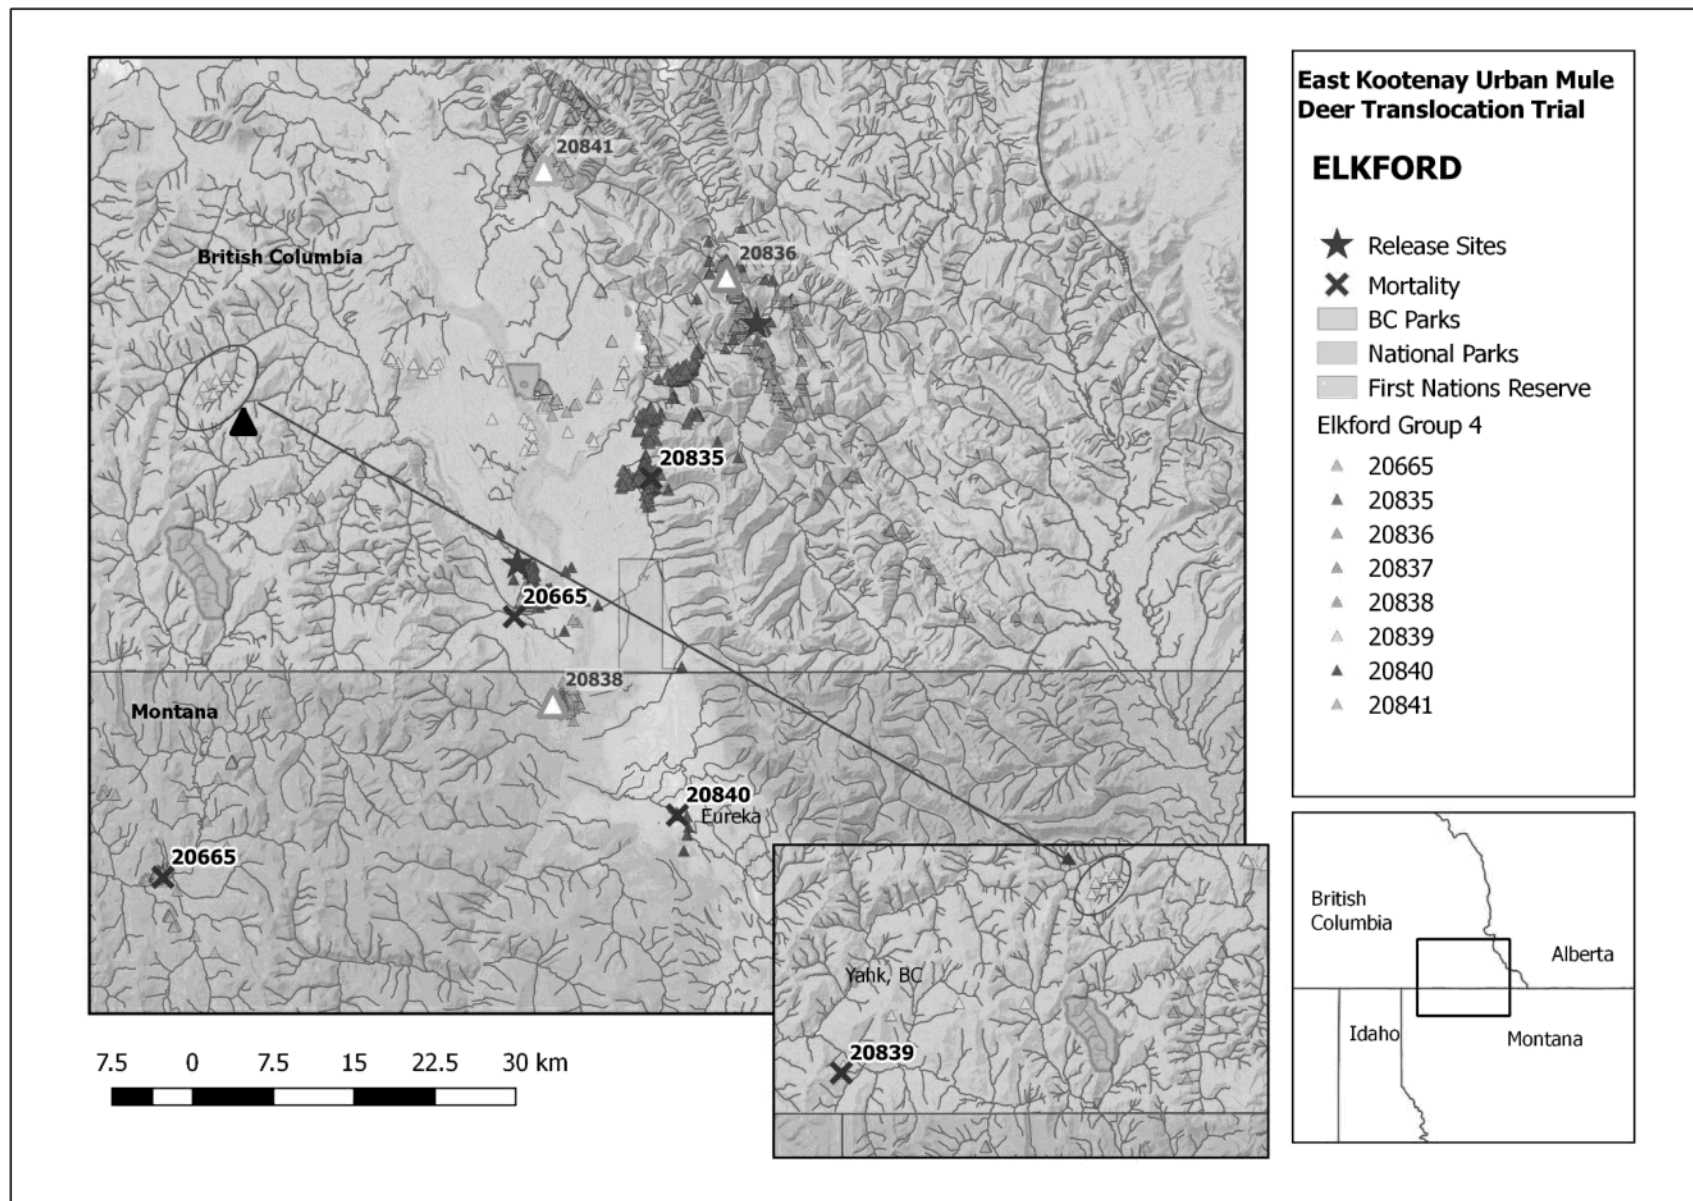 20841
20836
British Columbia
20835
20665
20838
Montana
20840
Eureka
20665
Yahk, BC
20839
7.5 0 7.5 15 22.5 30 km
East Kootenay Urban Mule
Deer Translocation Trial
ELKFORD
Release Sites
Mortality
BC Parks
National Parks
First Nations Reserve
Elkford Group 4
20665
20835
20836
20837
20838
20839
20840
20841
British
Columbia
Alberta
Idaho
Montana